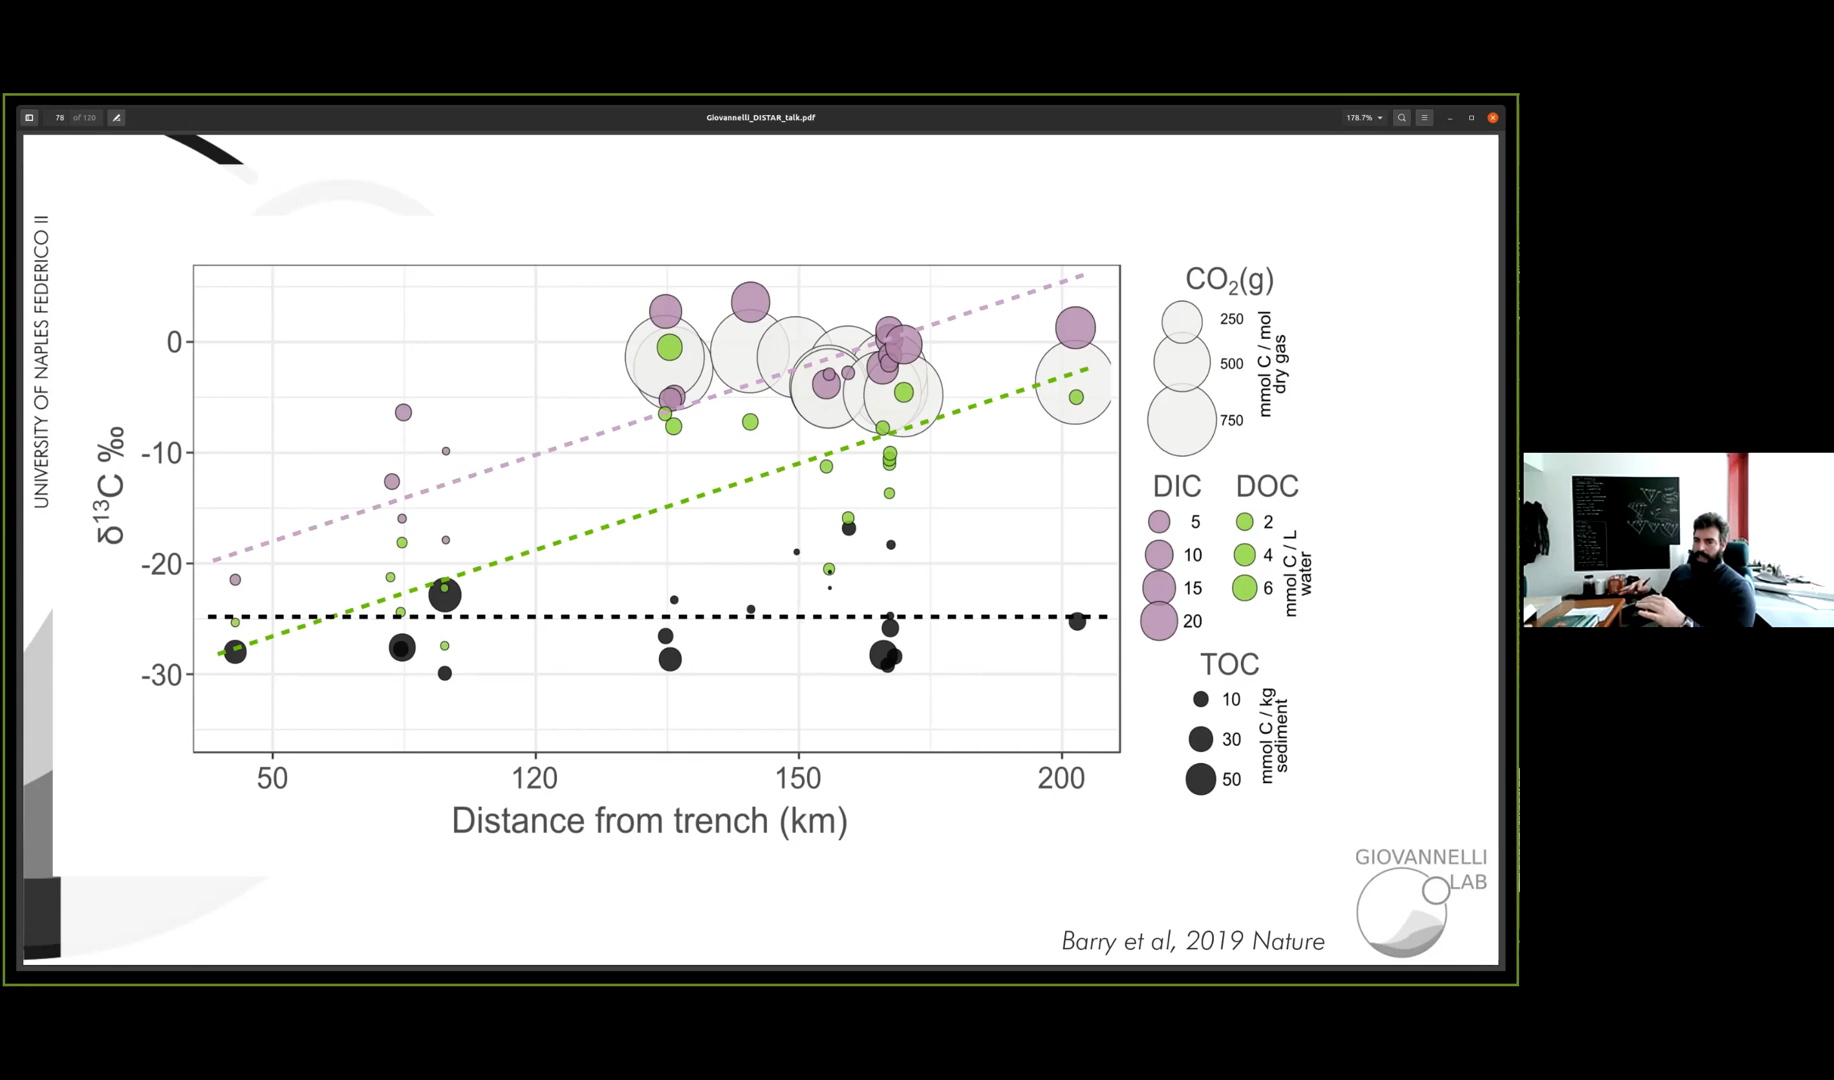 78 of 120
Giovannelli_DISTAR_talk.pdf
178.7%
UNIVERSITY OF NAPLES FEDERICO II
δ¹³C ‰
0
-10
-20
-30
50
120
150
200
Distance from trench (km)
CO₂(g)
250
500
750
mmol C / mol
dry gas
DIC
5
10
15
20
DOC
2
4
6
mmol C / L
water
TOC
10
30
50
mmol C / kg
sediment
GIOVANNELLI
LAB
Barry et al, 2019 Nature